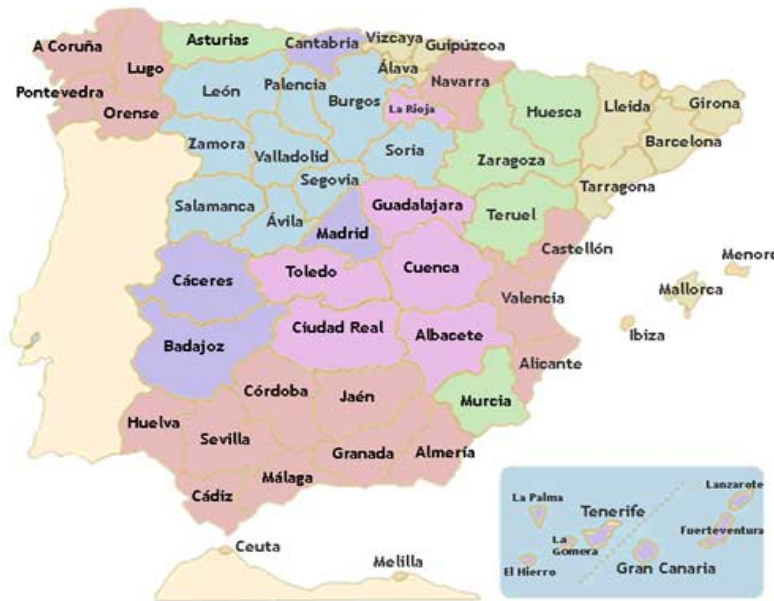 A Coruña
Lugo
Pontevedra
Orense
Asturias
Cantabria
Vizcaya
Guipúzcoa
Álava
Navarra
La Rioja
León
Palencia
Burgos
Zamora
Valladolid
Soria
Segovia
Salamanca
Ávila
Huesca
Zaragoza
Teruel
Lleida
Girona
Barcelona
Tarragona
Madrid
Guadalajara
Toledo
Cuenca
Ciudad Real
Albacete
Cáceres
Badajoz
Castellón
Valencia
Alicante
Menorc
Mallorca
Ibiza
Murcia
Huelva
Sevilla
Córdoba
Jaén
Cádiz
Málaga
Granada
Almería
Ceuta
Melilla
La Palma
Tenerife
La
Gomera
El Hierro
Gran Canaria
Fuerteventura
Lanzarote